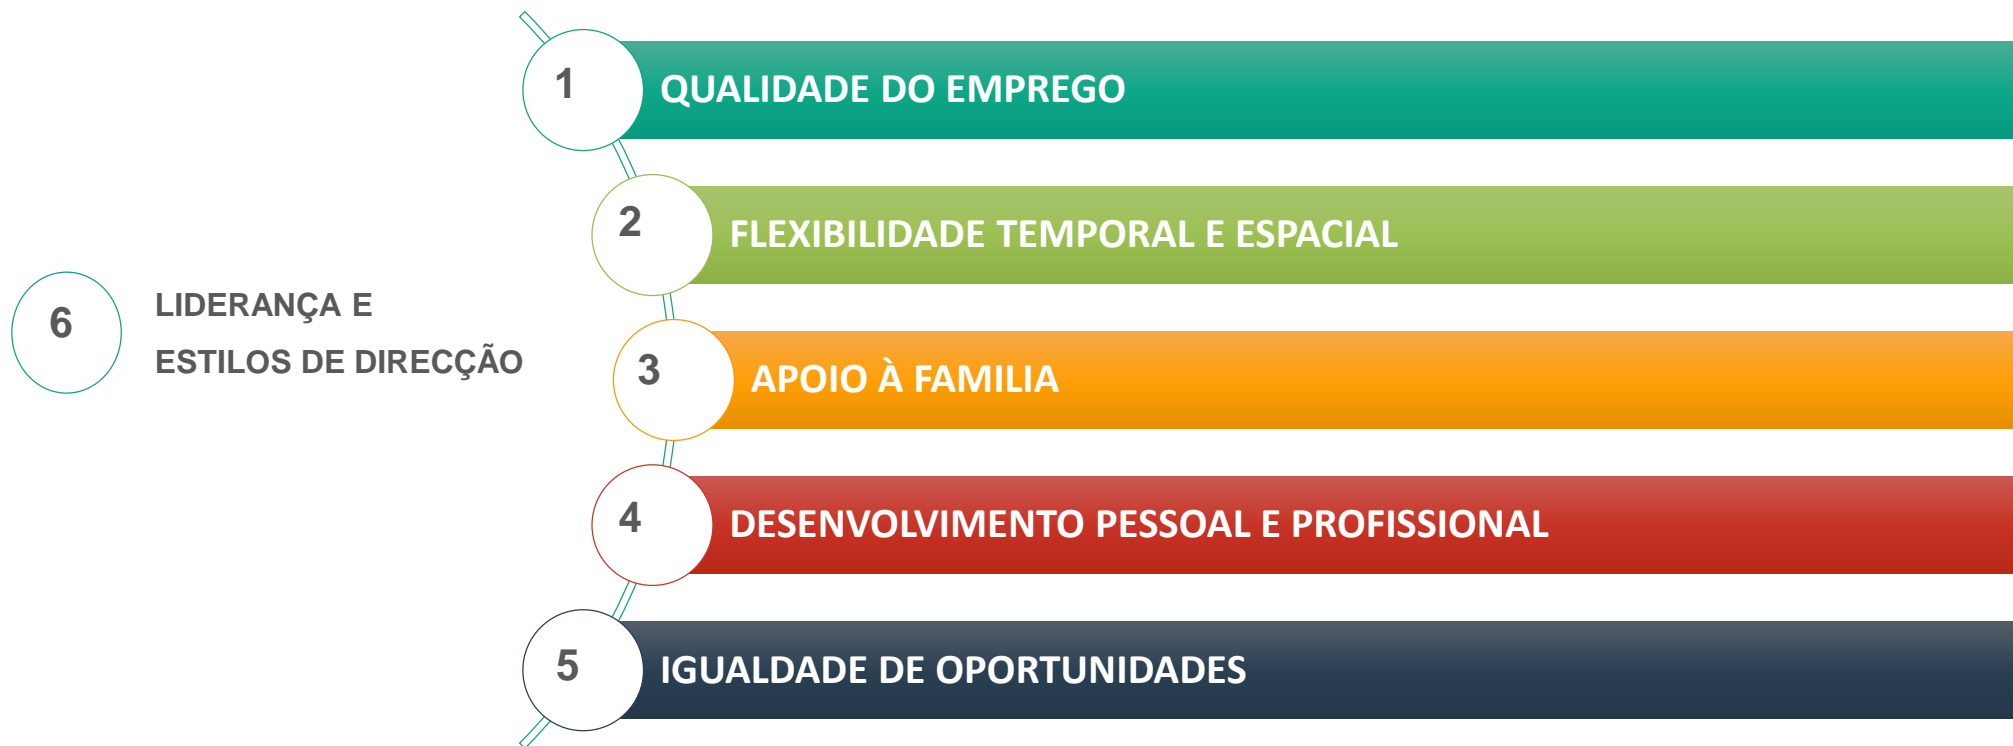 1
QUALIDADE DO EMPREGO
2
FLEXIBILIDADE TEMPORAL E ESPACIAL
3
APOIO À FAMILIA
4
DESENVOLVIMENTO PESSOAL E PROFISSIONAL
5
IGUALDADE DE OPORTUNIDADES
6
LIDERANÇA E
ESTILOS DE DIRECÇÃO